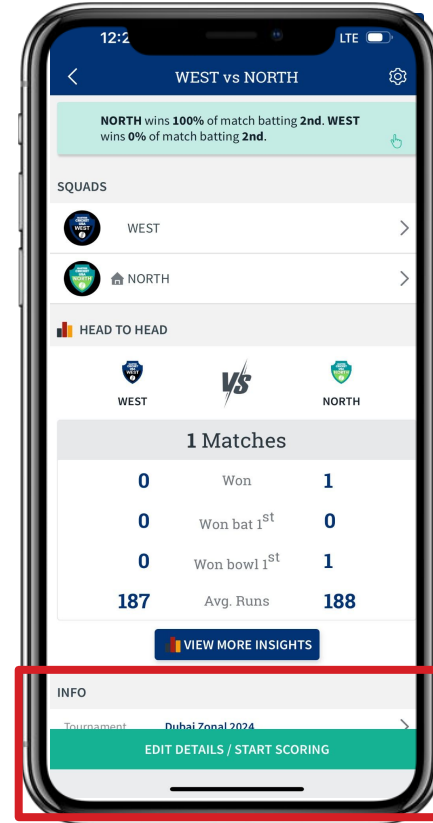 12:2
LTE
WEST vs NORTH
NORTH wins 100% of match batting 2nd. WEST
wins 0% of match batting 2nd.
SQUADS
WEST
NORTH
HEAD TO HEAD
VS
WEST
NORTH
1 Matches
0 Won 1
0 Won bat 1st 0
0 Won bowl 1st 1
187 Avg. Runs 188
VIEW MORE INSIGHTS
INFO
Tournament Dubai Zonal 2024
EDIT DETAILS / START SCORING